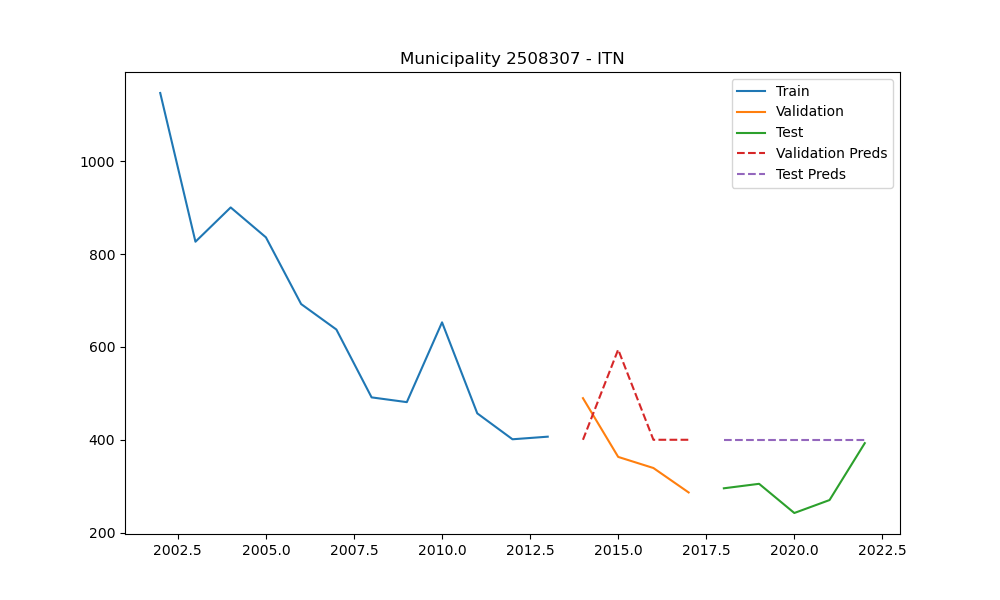 Municipality 2508307 - ITN
Train
Validation
Test
Validation Preds
Test Preds
1000
800
600
400
200
2002.5 2005.0 2007.5 2010.0 2012.5 2015.0 2017.5 2020.0 2022.5